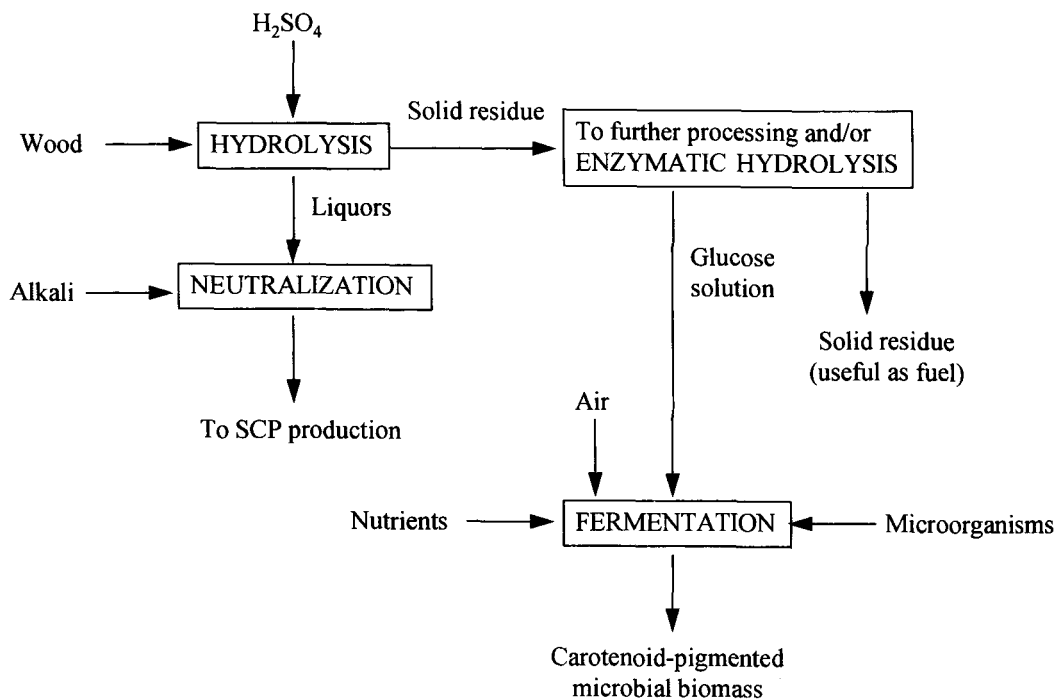 H₂SO₄
Wood
HYDROLYSIS
Solid residue
To further processing and/or
ENZYMATIC HYDROLYSIS
Liquors
Alkali
NEUTRALIZATION
Glucose
solution
Solid residue
(useful as fuel)
To SCP production
Air
Nutrients
FERMENTATION
Microorganisms
Carotenoid-pigmented
microbial biomass